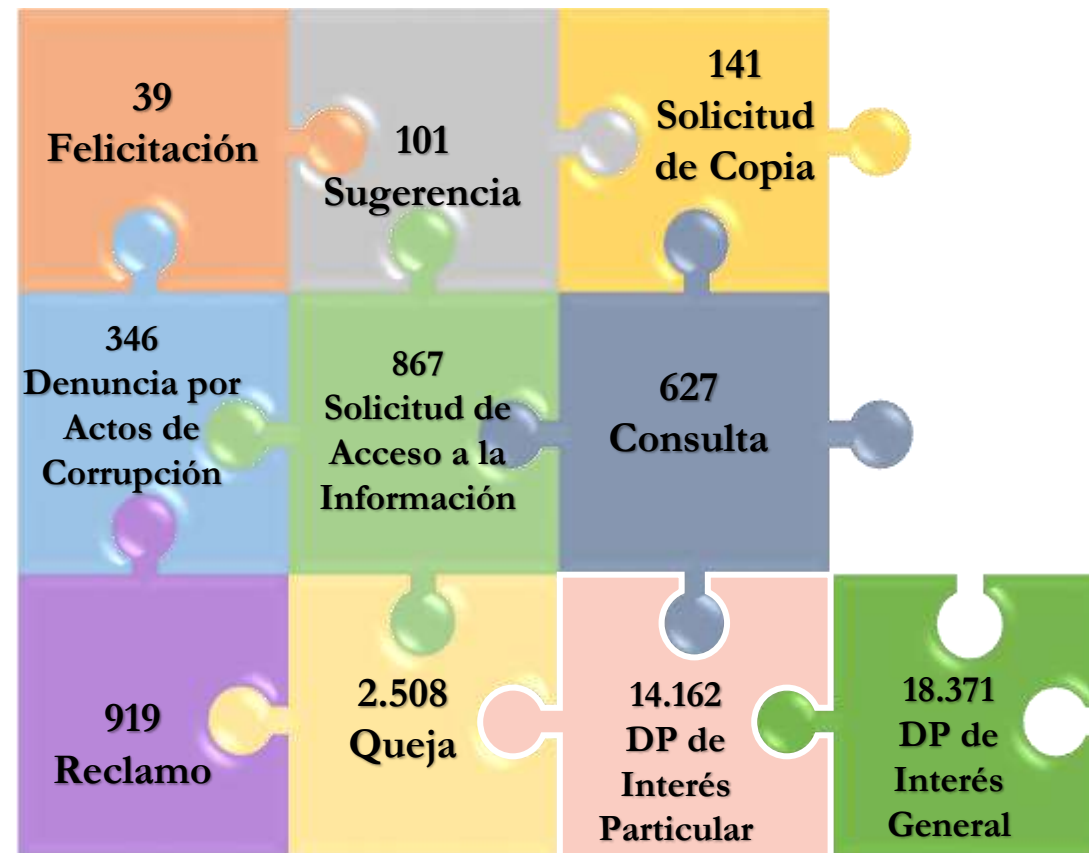 39
Felicitación
101
Sugerencia
141
Solicitud
de Copia
346
Denuncia por
Actos de
Corrupción
867
Solicitud de
Acceso a la
Información
627
Consulta
919
Reclamo
2.508
Queja
14.162
DP de
Interés
Particular
18.371
DP de
Interés
General